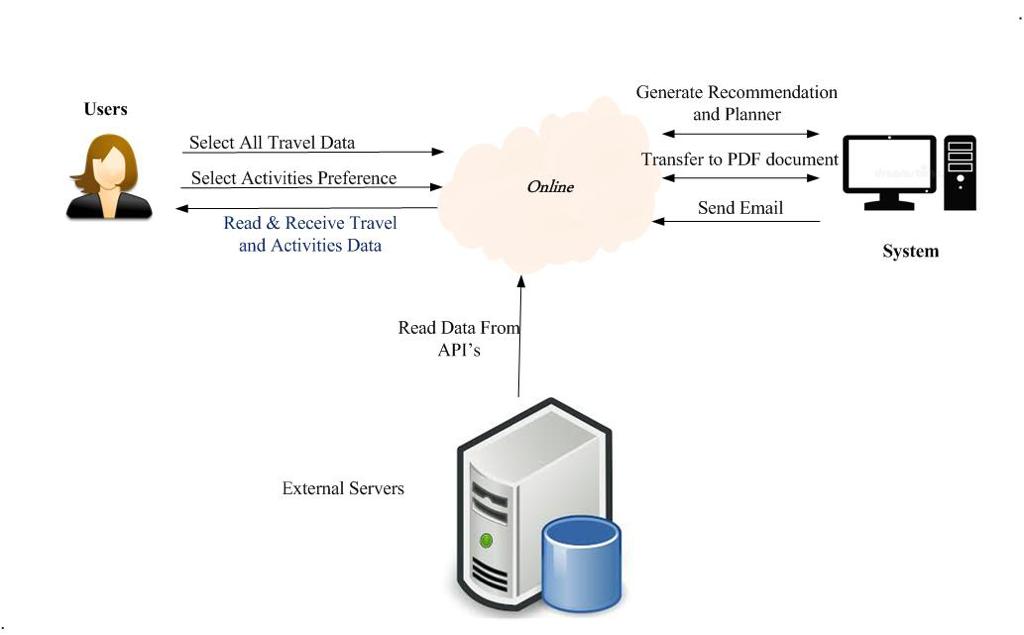 Users
Select All Travel Data
Select Activities Preference
Read & Receive Travel
and Activities Data
Online
Generate Recommendation
and Planner
Transfer to PDF document
Send Email
System
Read Data From
API's
External Servers